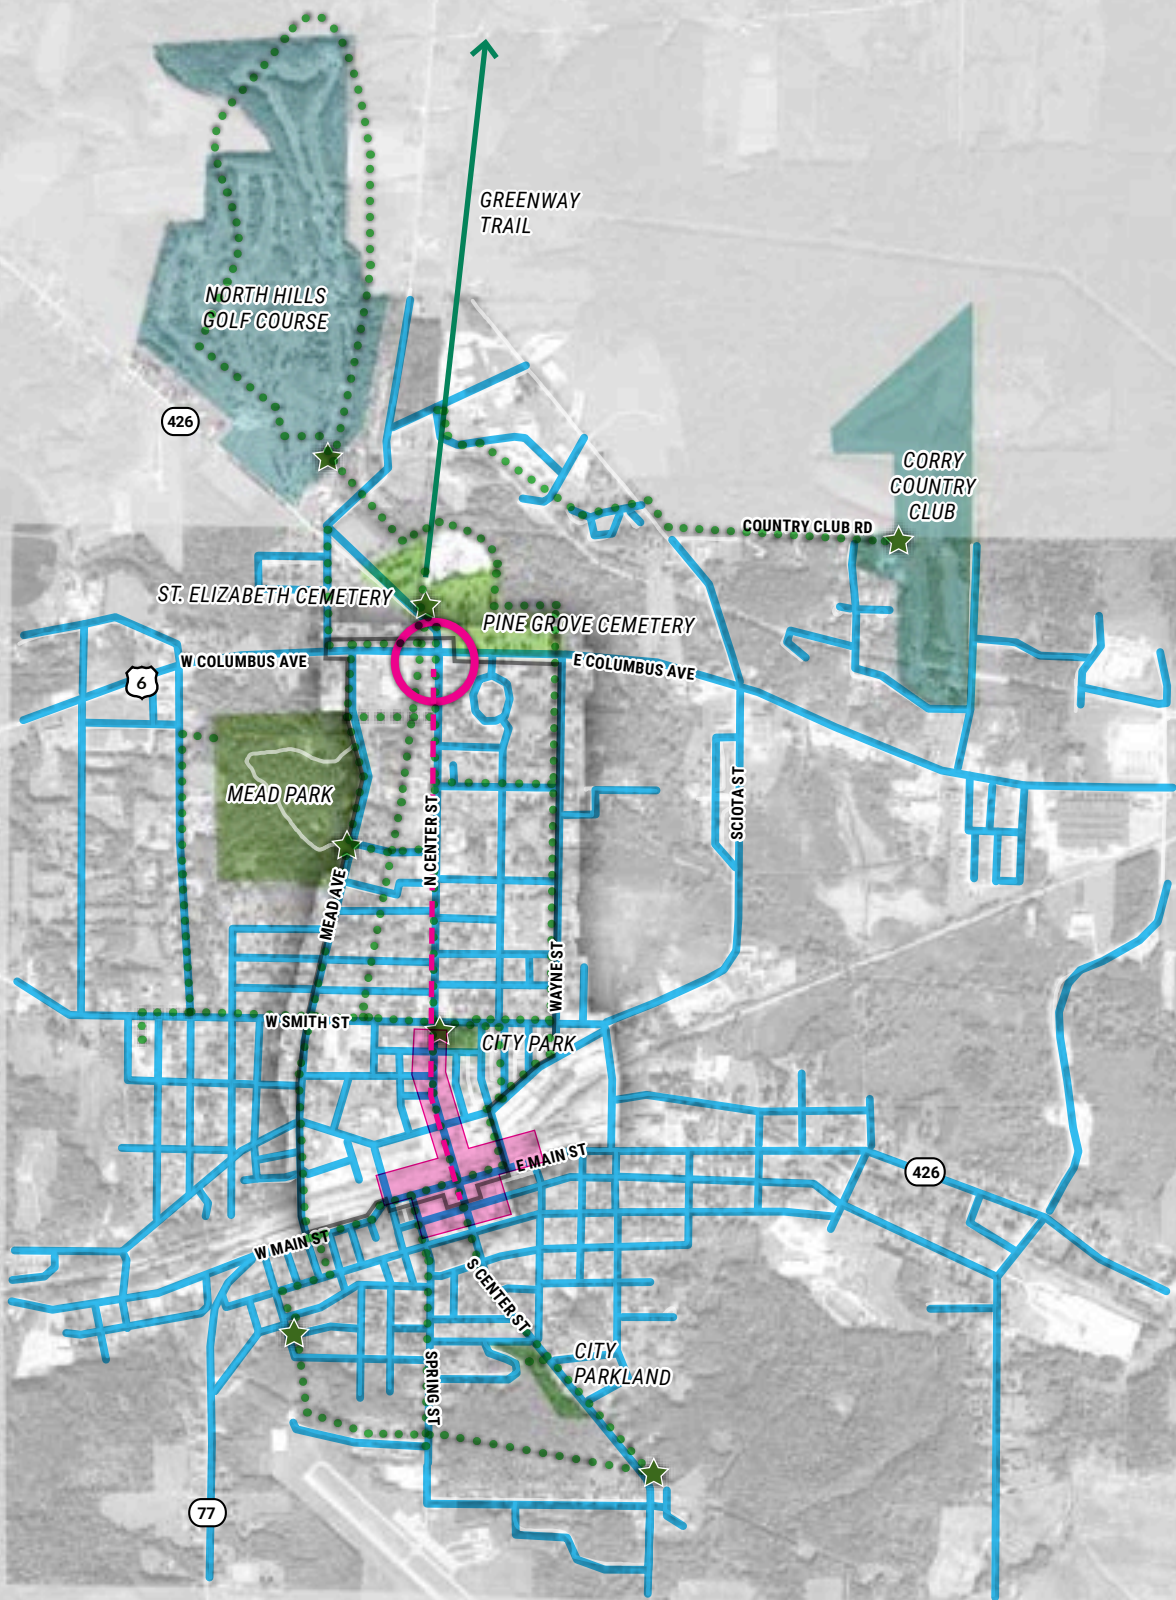 GREENWAY
TRAIL
NORTH HILLS
GOLF COURSE
426
CORRY
COUNTRY
CLUB
COUNTRY CLUB RD
ST. ELIZABETH CEMETERY
PINE GROVE CEMETERY
W COLUMBUS AVE
E COLUMBUS AVE
6
MEAD PARK
SCIOTA ST
N CENTER ST
MEAD AVE
WAYNE ST
W SMITH ST
CITY PARK
E MAIN ST
426
W MAIN ST
S CENTER ST
CITY
PARKLAND
SPRING ST
77